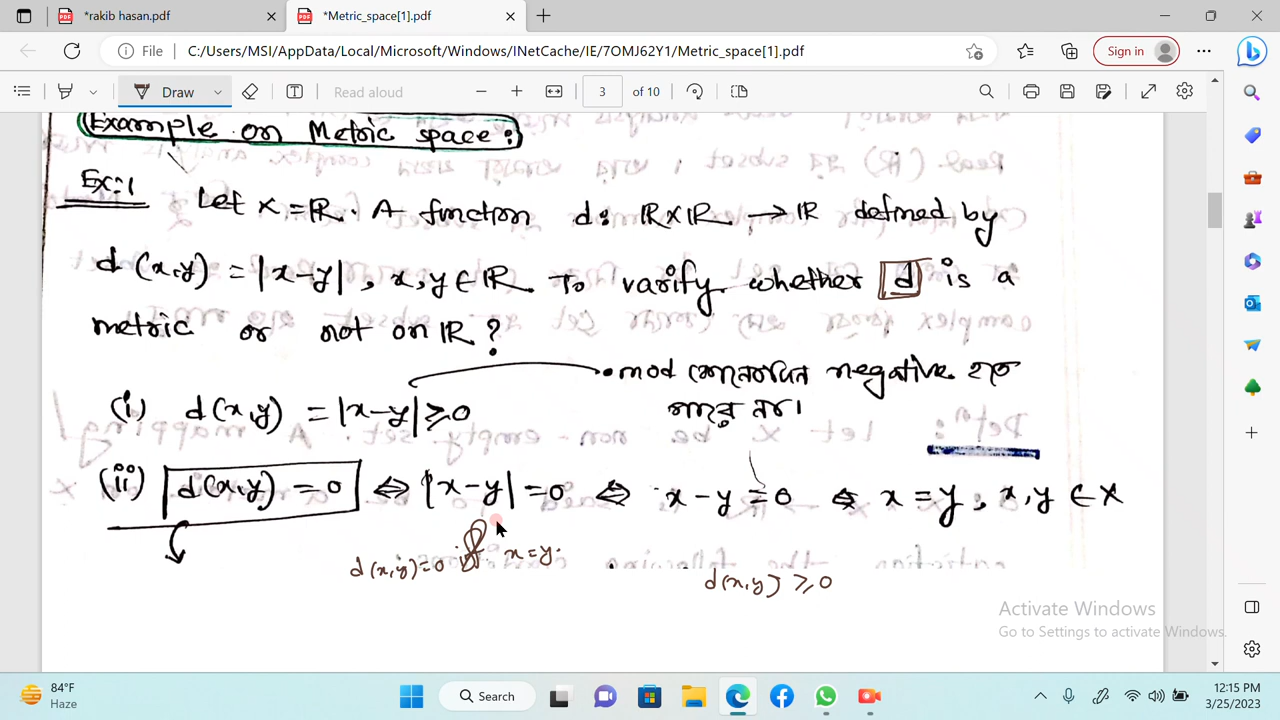 *rakib hasan.pdf
*Metric_space[1].pdf
File C:/Users/MSI/AppData/Local/Microsoft/Windows/INetCache/IE/7OMJ62Y1/Metric_space[1].pdf
Sign in
Draw
Read aloud
3 of 10
Example on Metric space:
Ex:1 Let X = ℝ. A function d: ℝ×ℝ → ℝ defined by
d(x,y) = |x-y|, x,y ∈ ℝ. To varify whether d is a
metric or not on ℝ?
mod negative হতে
(i) d(x,y) = |x-y| ≥ 0
পারে না।
(ii) d(x,y) = 0 ⇔ |x-y| = 0 ⇔ x-y = 0 ⇔ x = y, x,y ∈ X
d(x,y)=0 if x=y.
d(x,y) ≥ 0
Activate Windows
Go to Settings to activate Windows.
84°F
Haze
Search
12:15 PM
3/25/2023